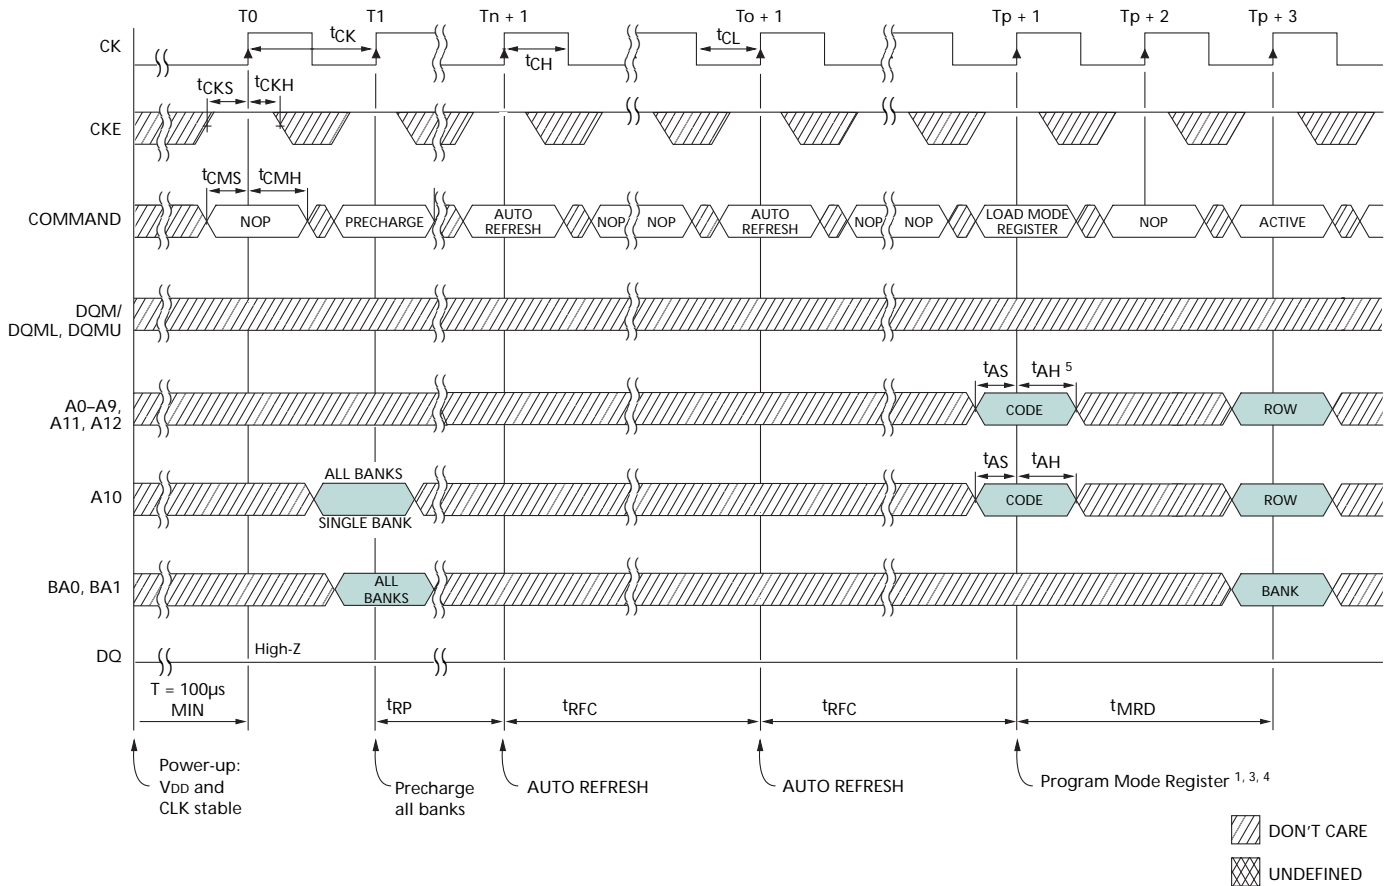 T0 T1 Tn + 1 To + 1 Tp + 1 Tp + 2 Tp + 3
CK
tCK tCH tCL
tCKS tCKH
CKE
tCMS tCMH
COMMAND NOP PRECHARGE AUTO REFRESH NOP NOP AUTO REFRESH NOP NOP LOAD MODE REGISTER NOP ACTIVE
DQM/
DQML, DQMU
tAS tAH 5
A0–A9,
A11, A12
CODE ROW
ALL BANKS
tAS tAH
A10 CODE ROW
SINGLE BANK
BA0, BA1 ALL BANKS BANK
DQ High-Z
T = 100µs
MIN
tRP tRFC tRFC tMRD
Power-up:
VDD and
CLK stable
Precharge
all banks
AUTO REFRESH
AUTO REFRESH
Program Mode Register 1, 3, 4
DON'T CARE
UNDEFINED